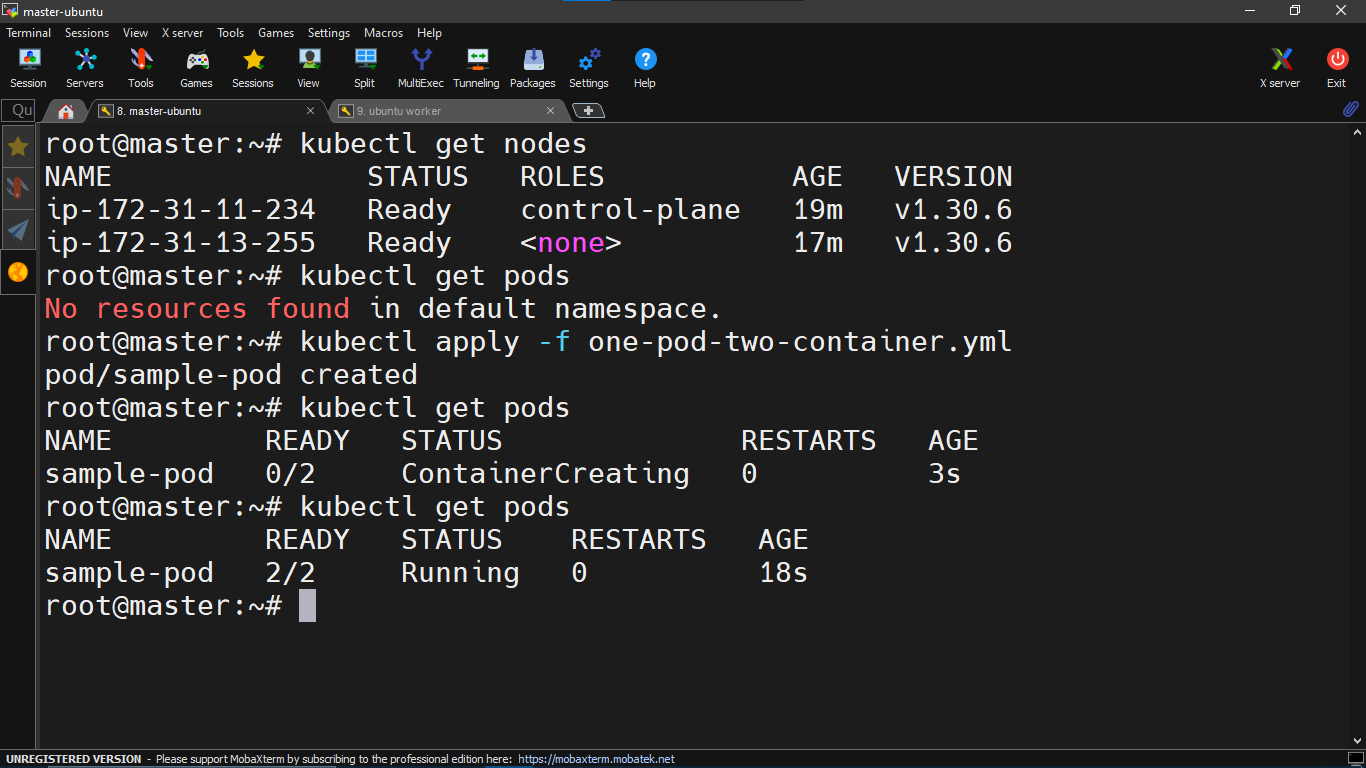 master-ubuntu
Terminal Sessions View X server Tools Games Settings Macros Help
Session Servers Tools Games Sessions View Split MultiExec Tunneling Packages Settings Help X server Exit
Qu 8. master-ubuntu 9. ubuntu worker
root@master:~# kubectl get nodes
NAME STATUS ROLES AGE VERSION
ip-172-31-11-234 Ready control-plane 19m v1.30.6
ip-172-31-13-255 Ready <none> 17m v1.30.6
root@master:~# kubectl get pods
No resources found in default namespace.
root@master:~# kubectl apply -f one-pod-two-container.yml
pod/sample-pod created
root@master:~# kubectl get pods
NAME READY STATUS RESTARTS AGE
sample-pod 0/2 ContainerCreating 0 3s
root@master:~# kubectl get pods
NAME READY STATUS RESTARTS AGE
sample-pod 2/2 Running 0 18s
root@master:~#
UNREGISTERED VERSION - Please support MobaXterm by subscribing to the professional edition here: https://mobaxterm.mobatek.net